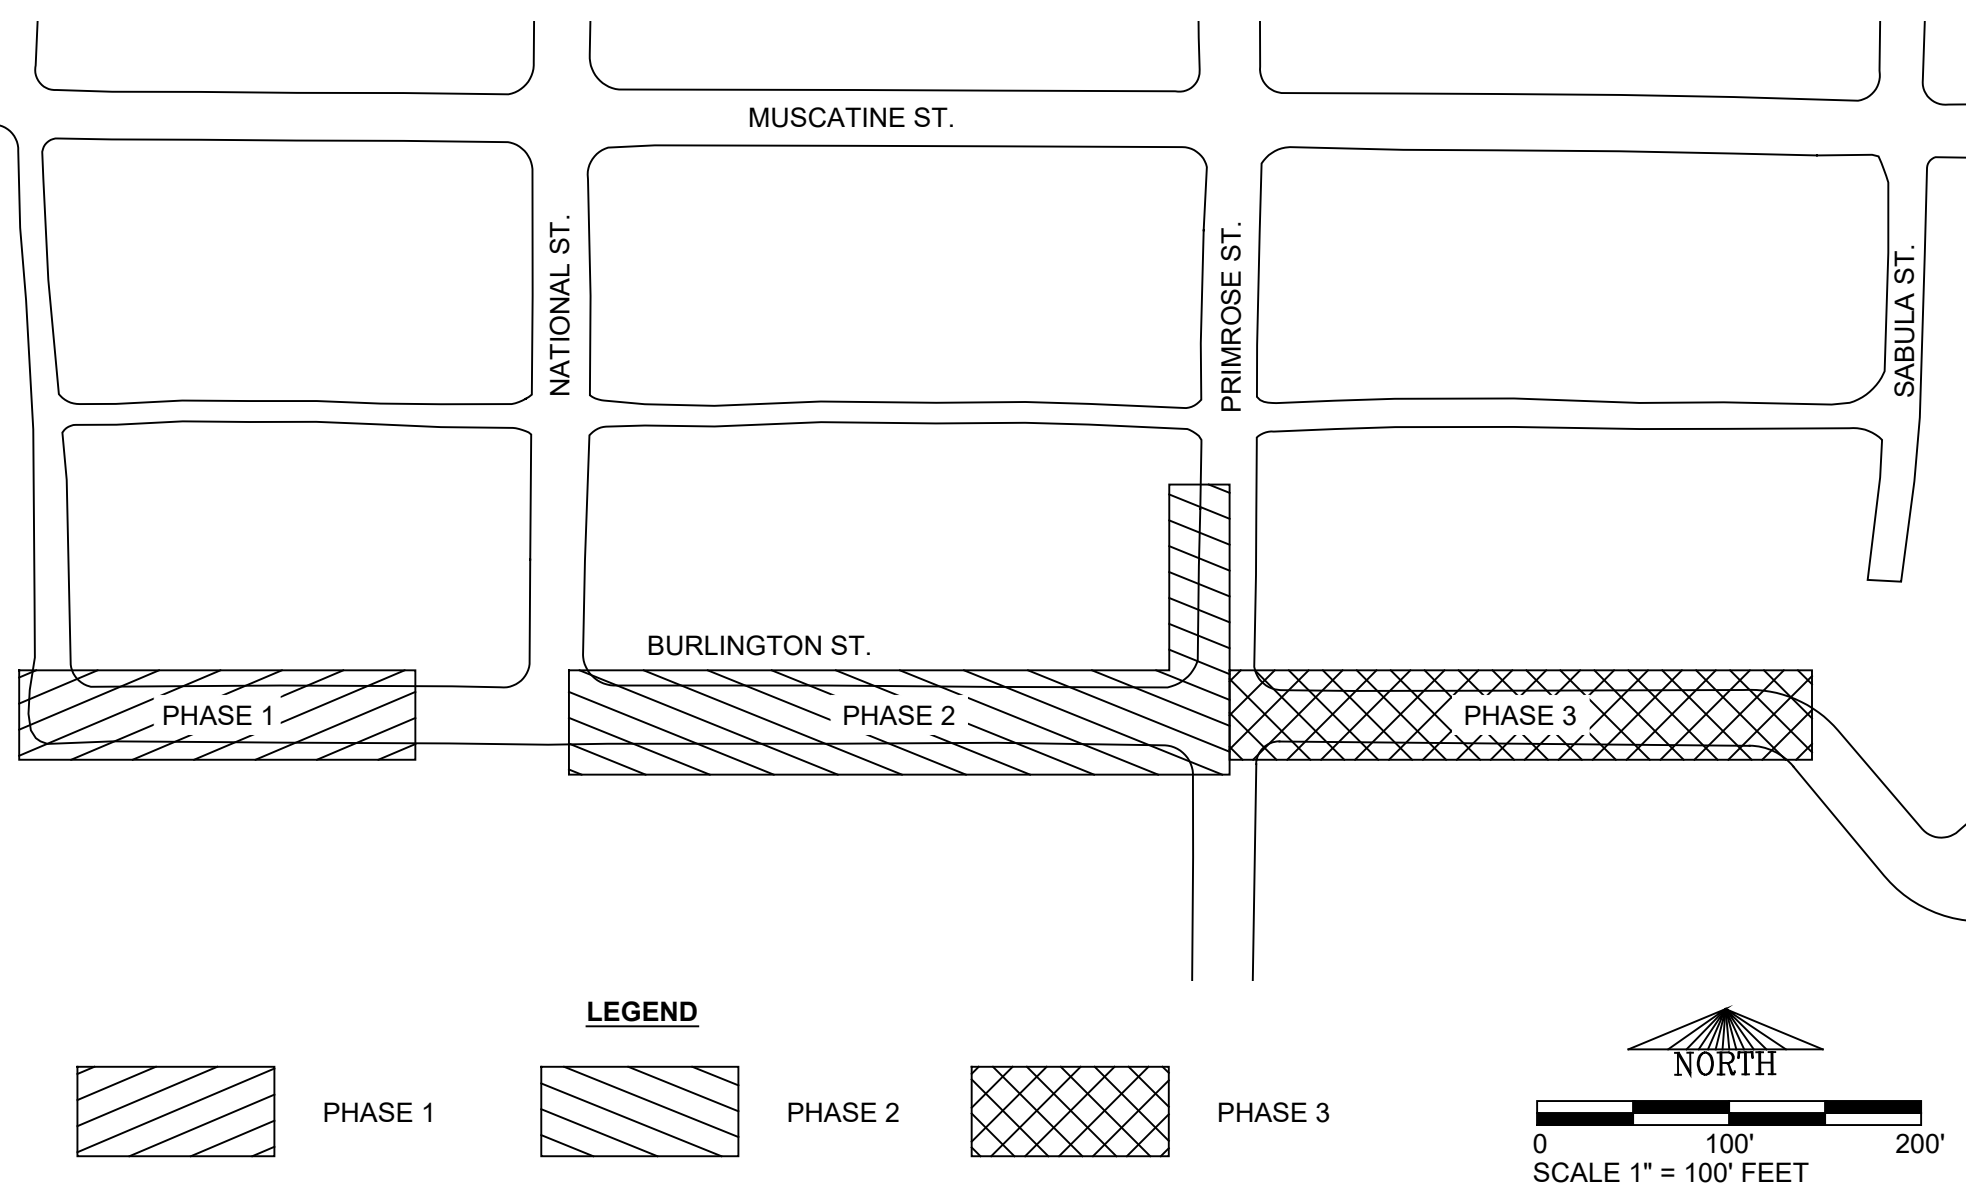 MUSCATINE ST.
NATIONAL ST.
PRIMROSE ST.
SABULA ST.
BURLINGTON ST.
PHASE 1
PHASE 2
PHASE 3
LEGEND
PHASE 1
PHASE 2
PHASE 3
NORTH
0 100' 200'
SCALE 1" = 100' FEET